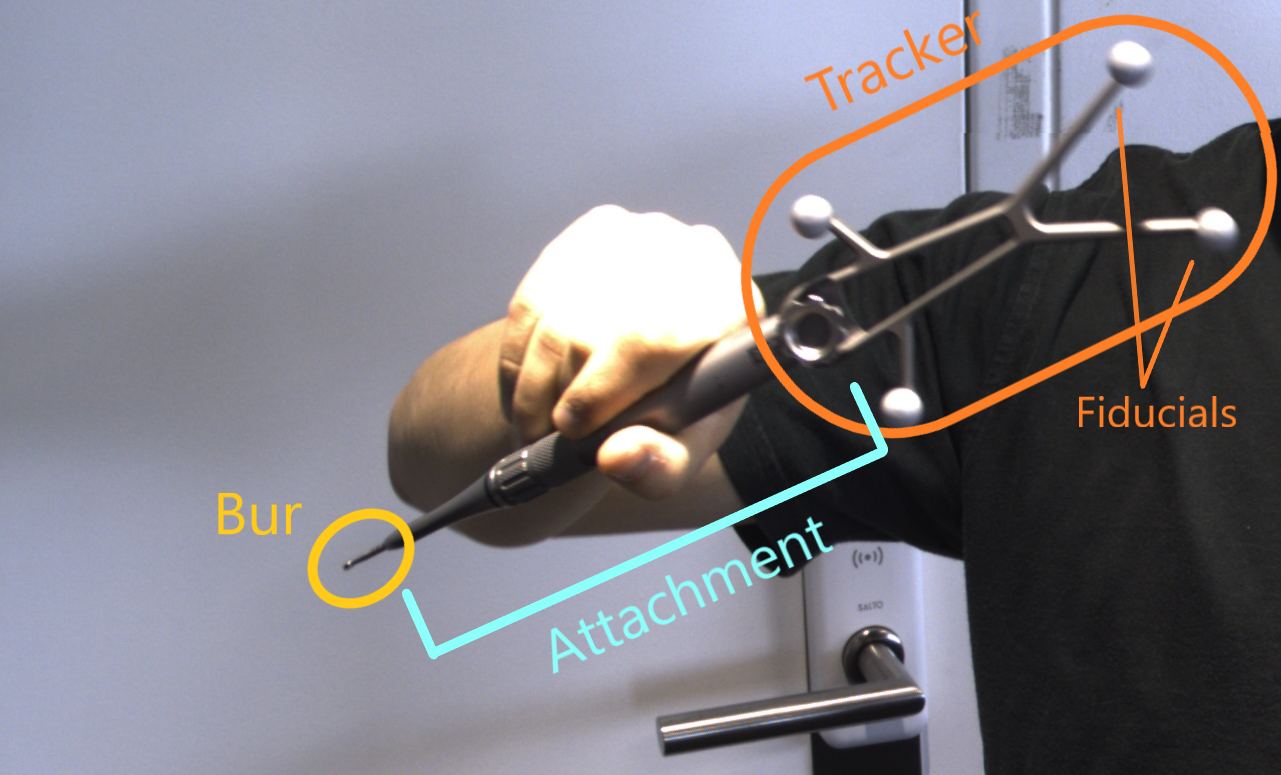 Tracker
Fiducials
Bur
Attachment
SALTO